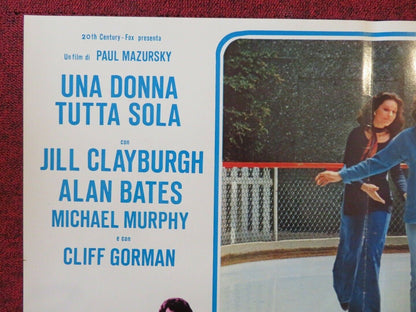 20th Century-Fox presenta
Un film di PAUL MAZURSKY
UNA DONNA
TUTTA SOLA
con
JILL CLAYBURGH
ALAN BATES
MICHAEL MURPHY
e con
CLIFF GORMAN